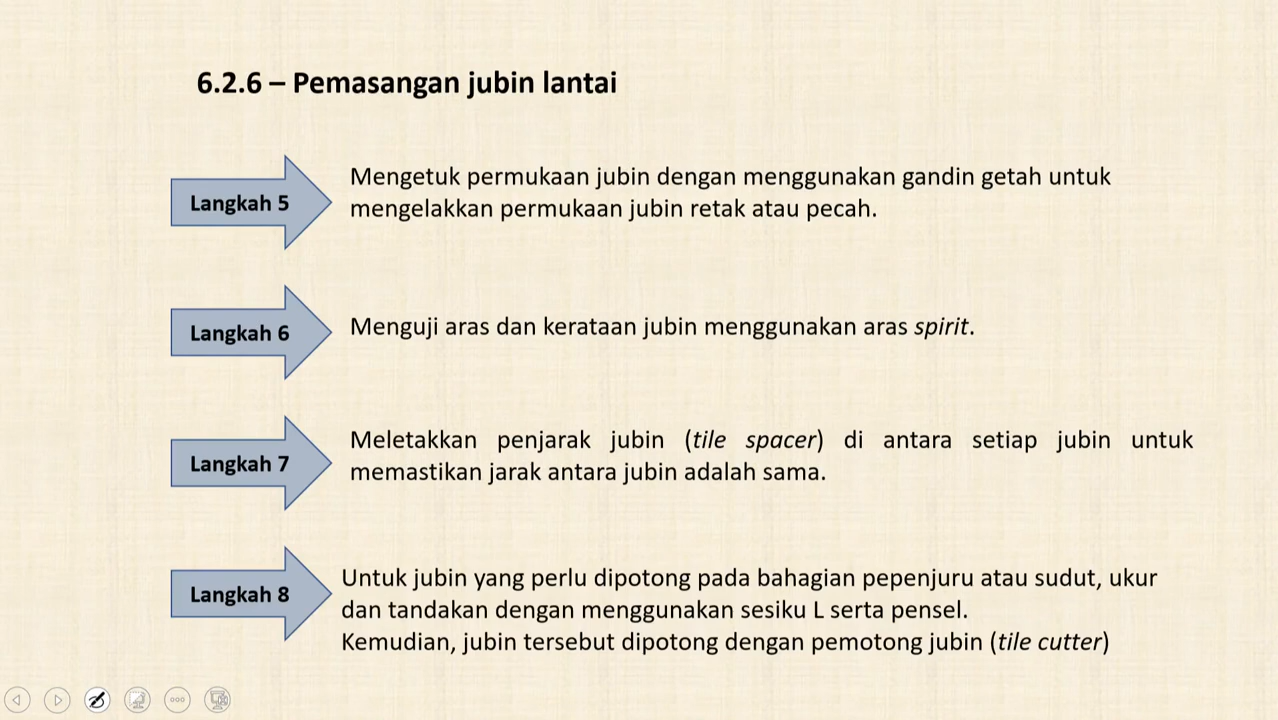 6.2.6 – Pemasangan jubin lantai
Langkah 5
Mengetuk permukaan jubin dengan menggunakan gandin getah untuk
mengelakkan permukaan jubin retak atau pecah.
Langkah 6
Menguji aras dan kerataan jubin menggunakan aras spirit.
Langkah 7
Meletakkan penjarak jubin (tile spacer) di antara setiap jubin untuk
memastikan jarak antara jubin adalah sama.
Langkah 8
Untuk jubin yang perlu dipotong pada bahagian pepenjuru atau sudut, ukur
dan tandakan dengan menggunakan sesiku L serta pensel.
Kemudian, jubin tersebut dipotong dengan pemotong jubin (tile cutter)